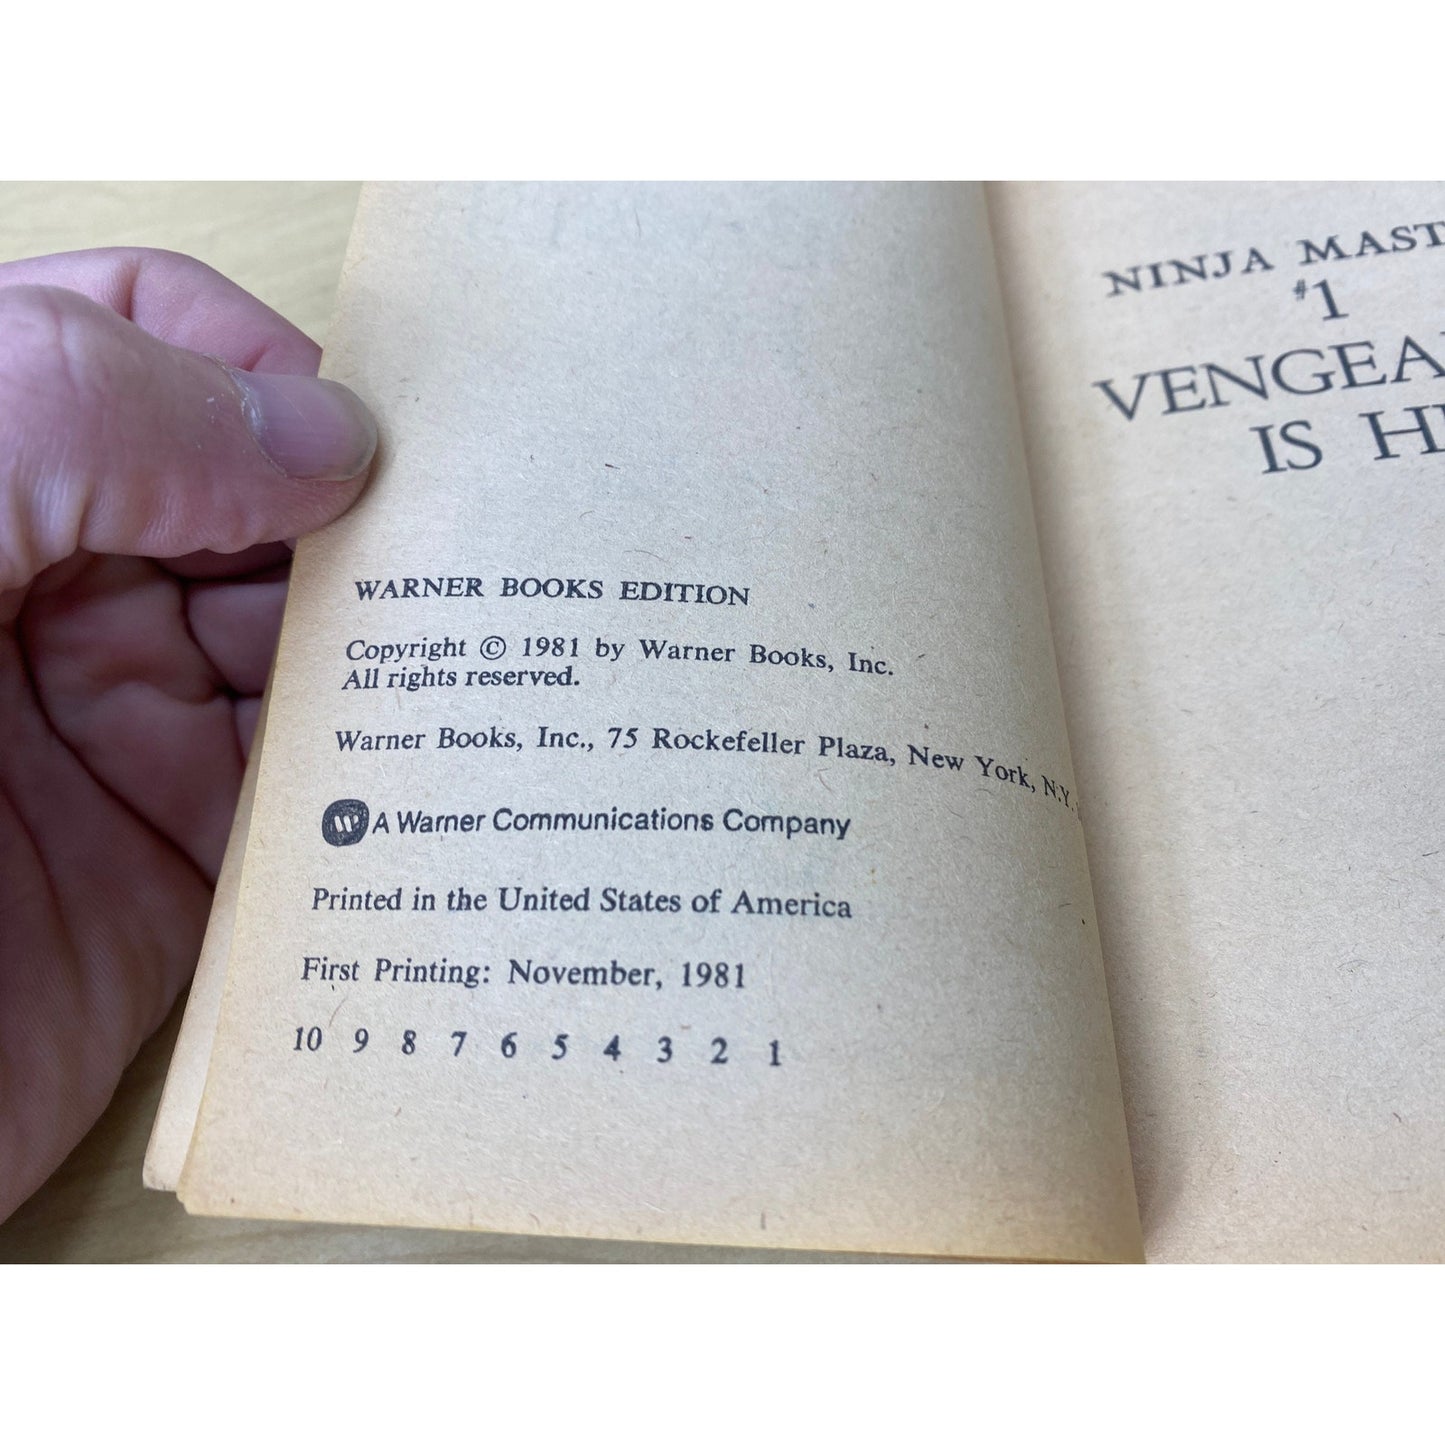 WARNER BOOKS EDITION
Copyright © 1981 by Warner Books, Inc.
All rights reserved.
Warner Books, Inc., 75 Rockefeller Plaza, New York, N.Y.
A Warner Communications Company
Printed in the United States of America
First Printing: November, 1981
10 9 8 7 6 5 4 3 2 1
NINJA MAST
#1
VENGEA
IS HI